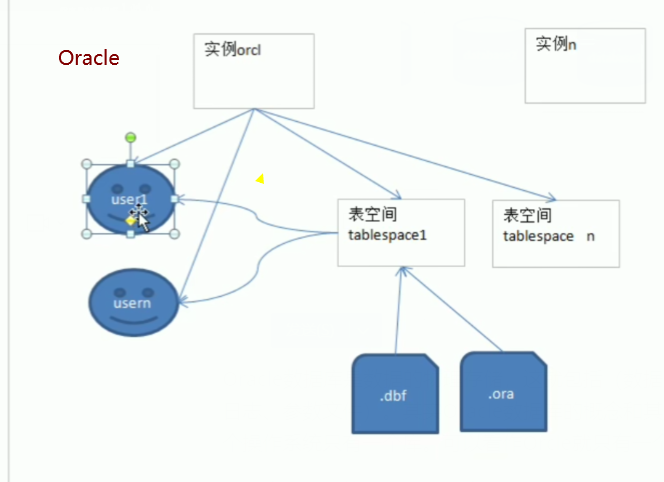 Oracle
实例orcl
实例n
user1
表空间
tablespace1
表空间
tablespace n
usern
.dbf
.ora